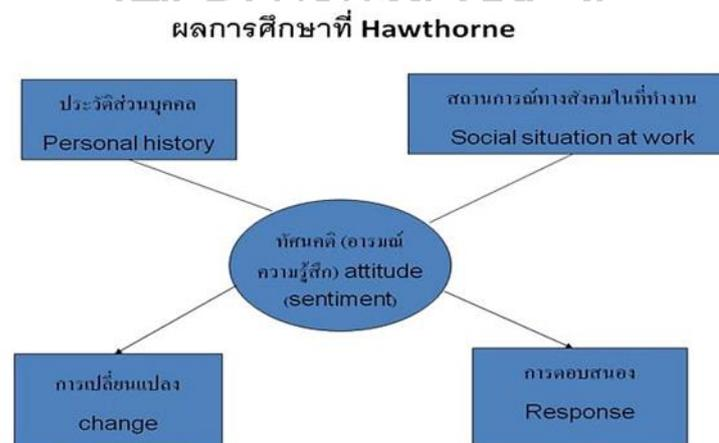 ผลการศึกษาที่ Hawthorne
ประวัติส่วนบุคคล
Personal history
สถานการณ์ทางสังคมในที่ทำงาน
Social situation at work
ทัศนคติ (อารมณ์
ความรู้สึก) attitude
(sentiment)
การเปลี่ยนแปลง
change
การตอบสนอง
Response